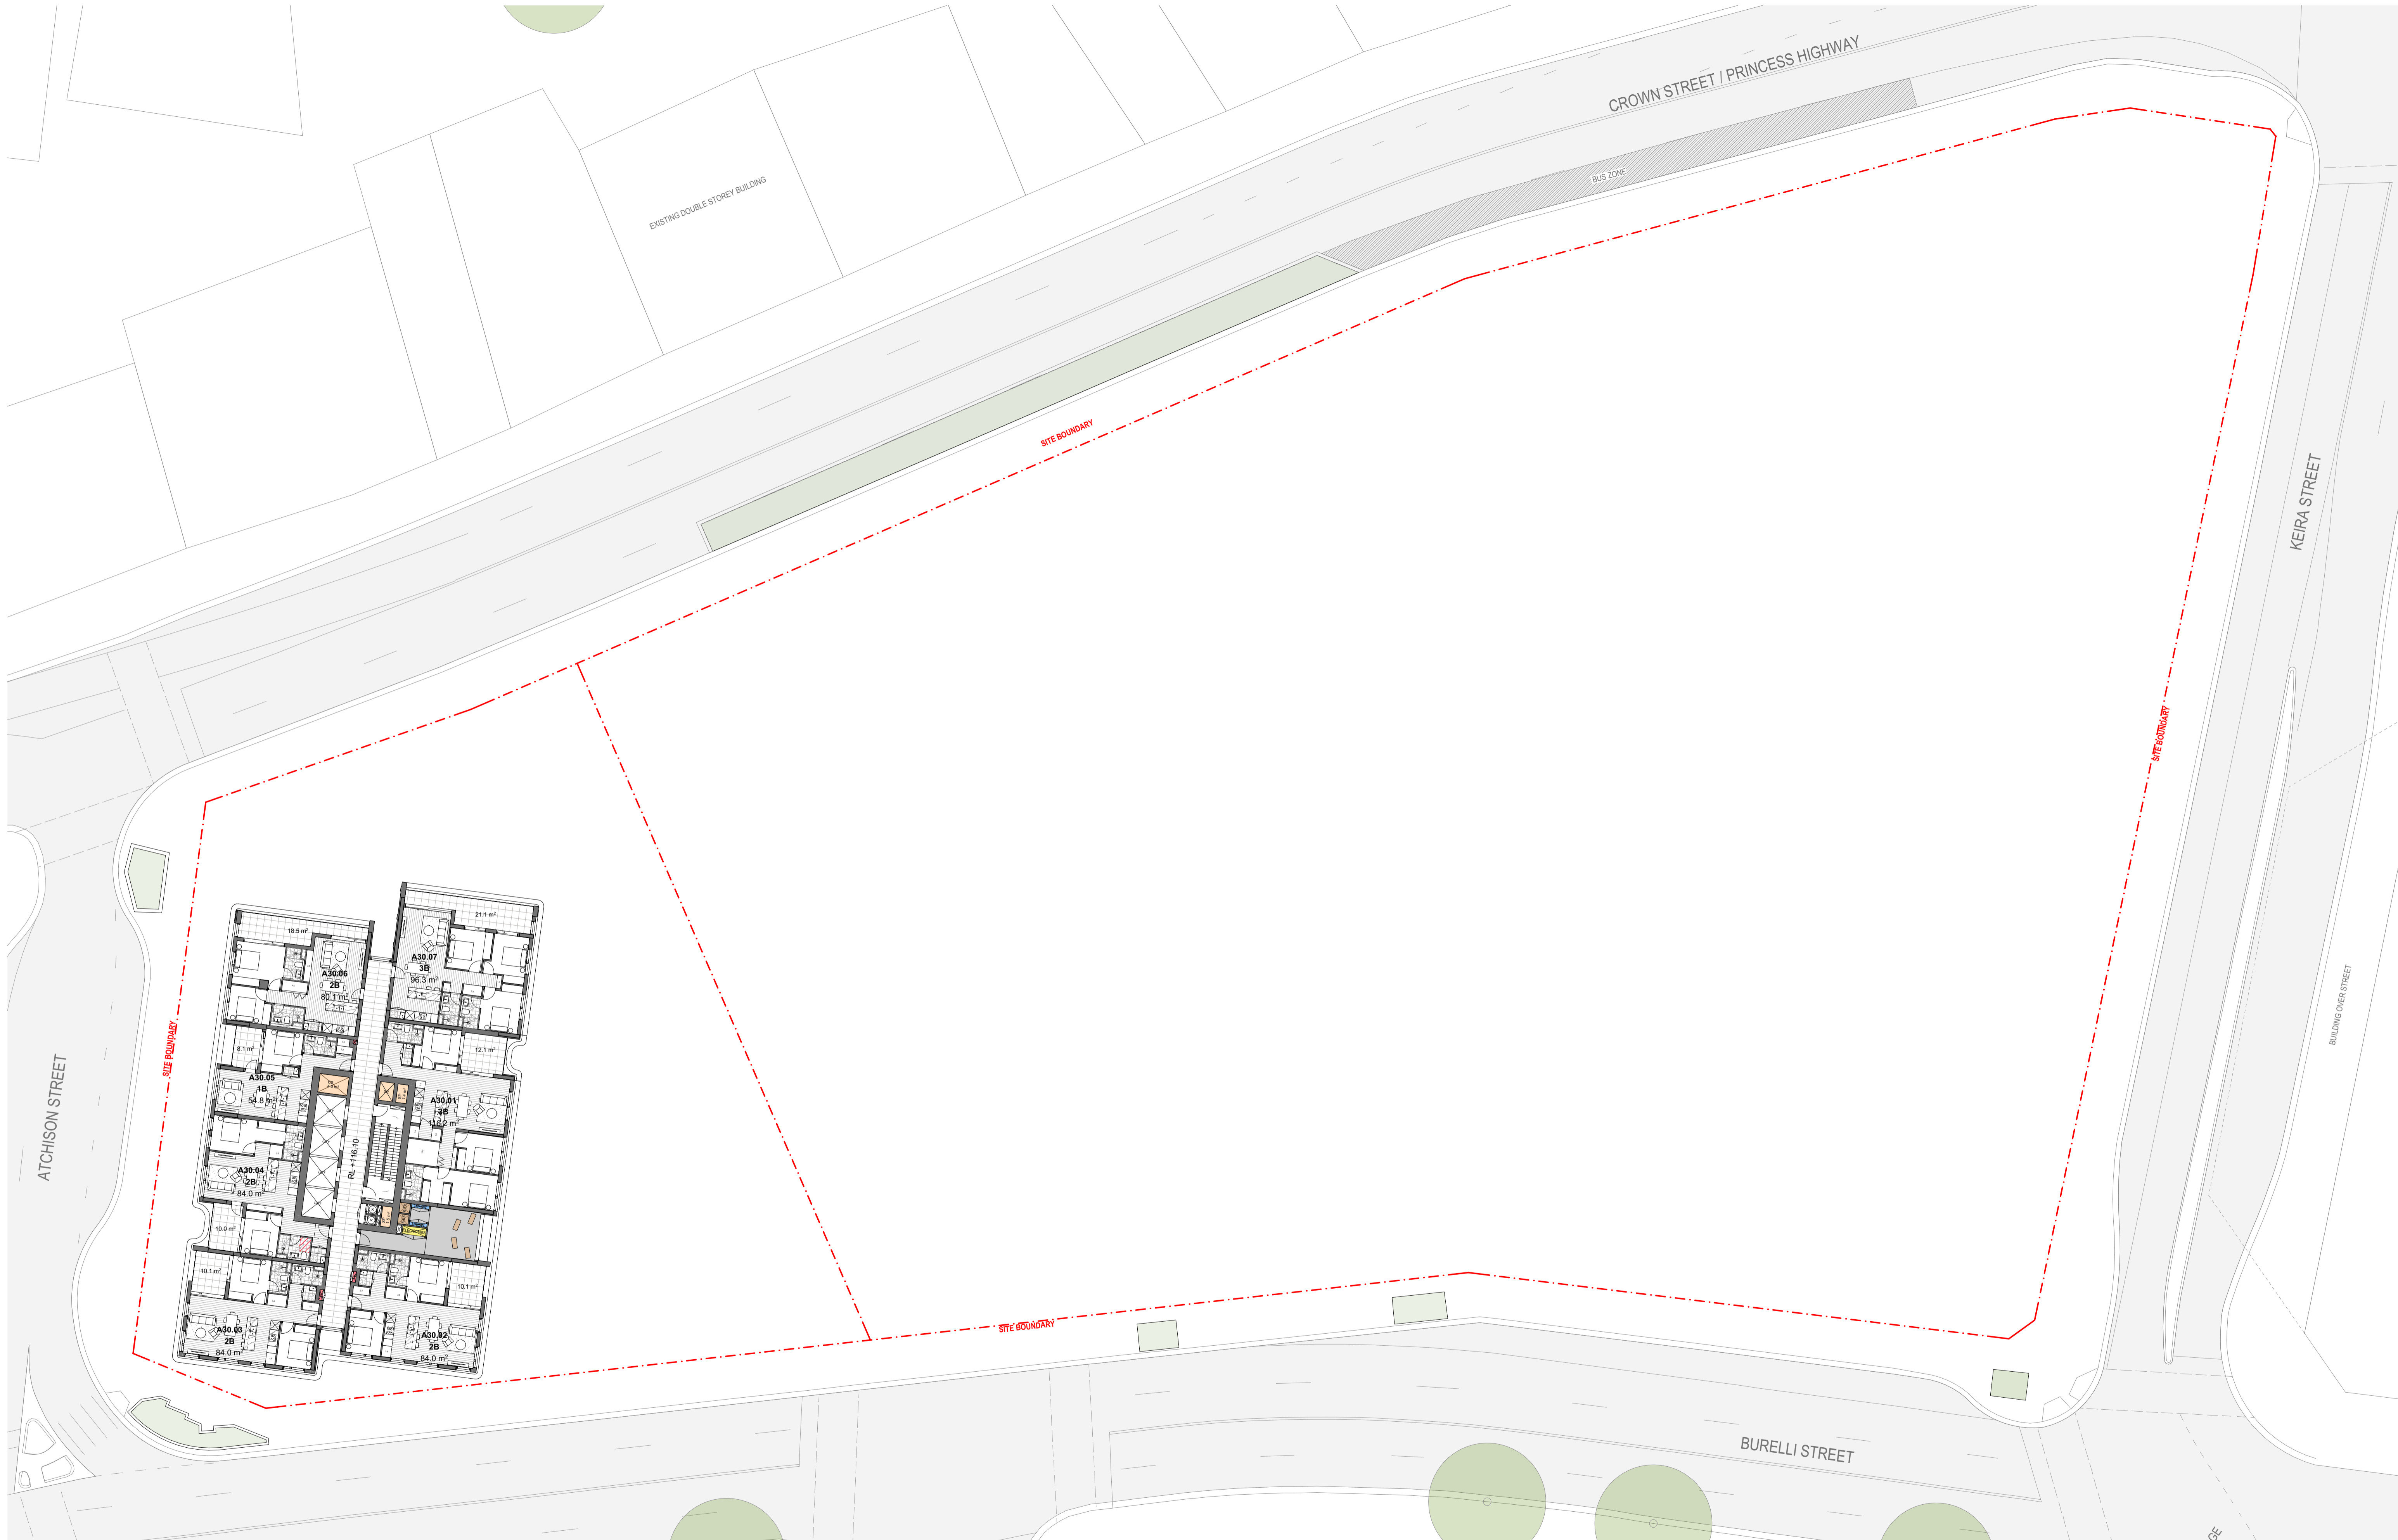 CROWN STREET / PRINCESS HIGHWAY
BUS ZONE
EXISTING DOUBLE STOREY BUILDING
SITE BOUNDARY
KEIRA STREET
SITE BOUNDARY
BUILDING OVER STREET
21.1 m²
18.5 m²
A30.07
3B
96.3 m²
A30.06
2B
80.1 m²
SITE BOUNDARY
8.1 m²
12.1 m²
A30.05
1B
54.8 m²
A30.01
116.2 m²
ATCHISON STREET
RL +116.10
A30.04
2B
84.0 m²
10.0 m²
10.1 m²
10.1 m²
A30.03
2B
84.0 m²
A30.02
2B
84.0 m²
SITE BOUNDARY
BURELLI STREET
GE